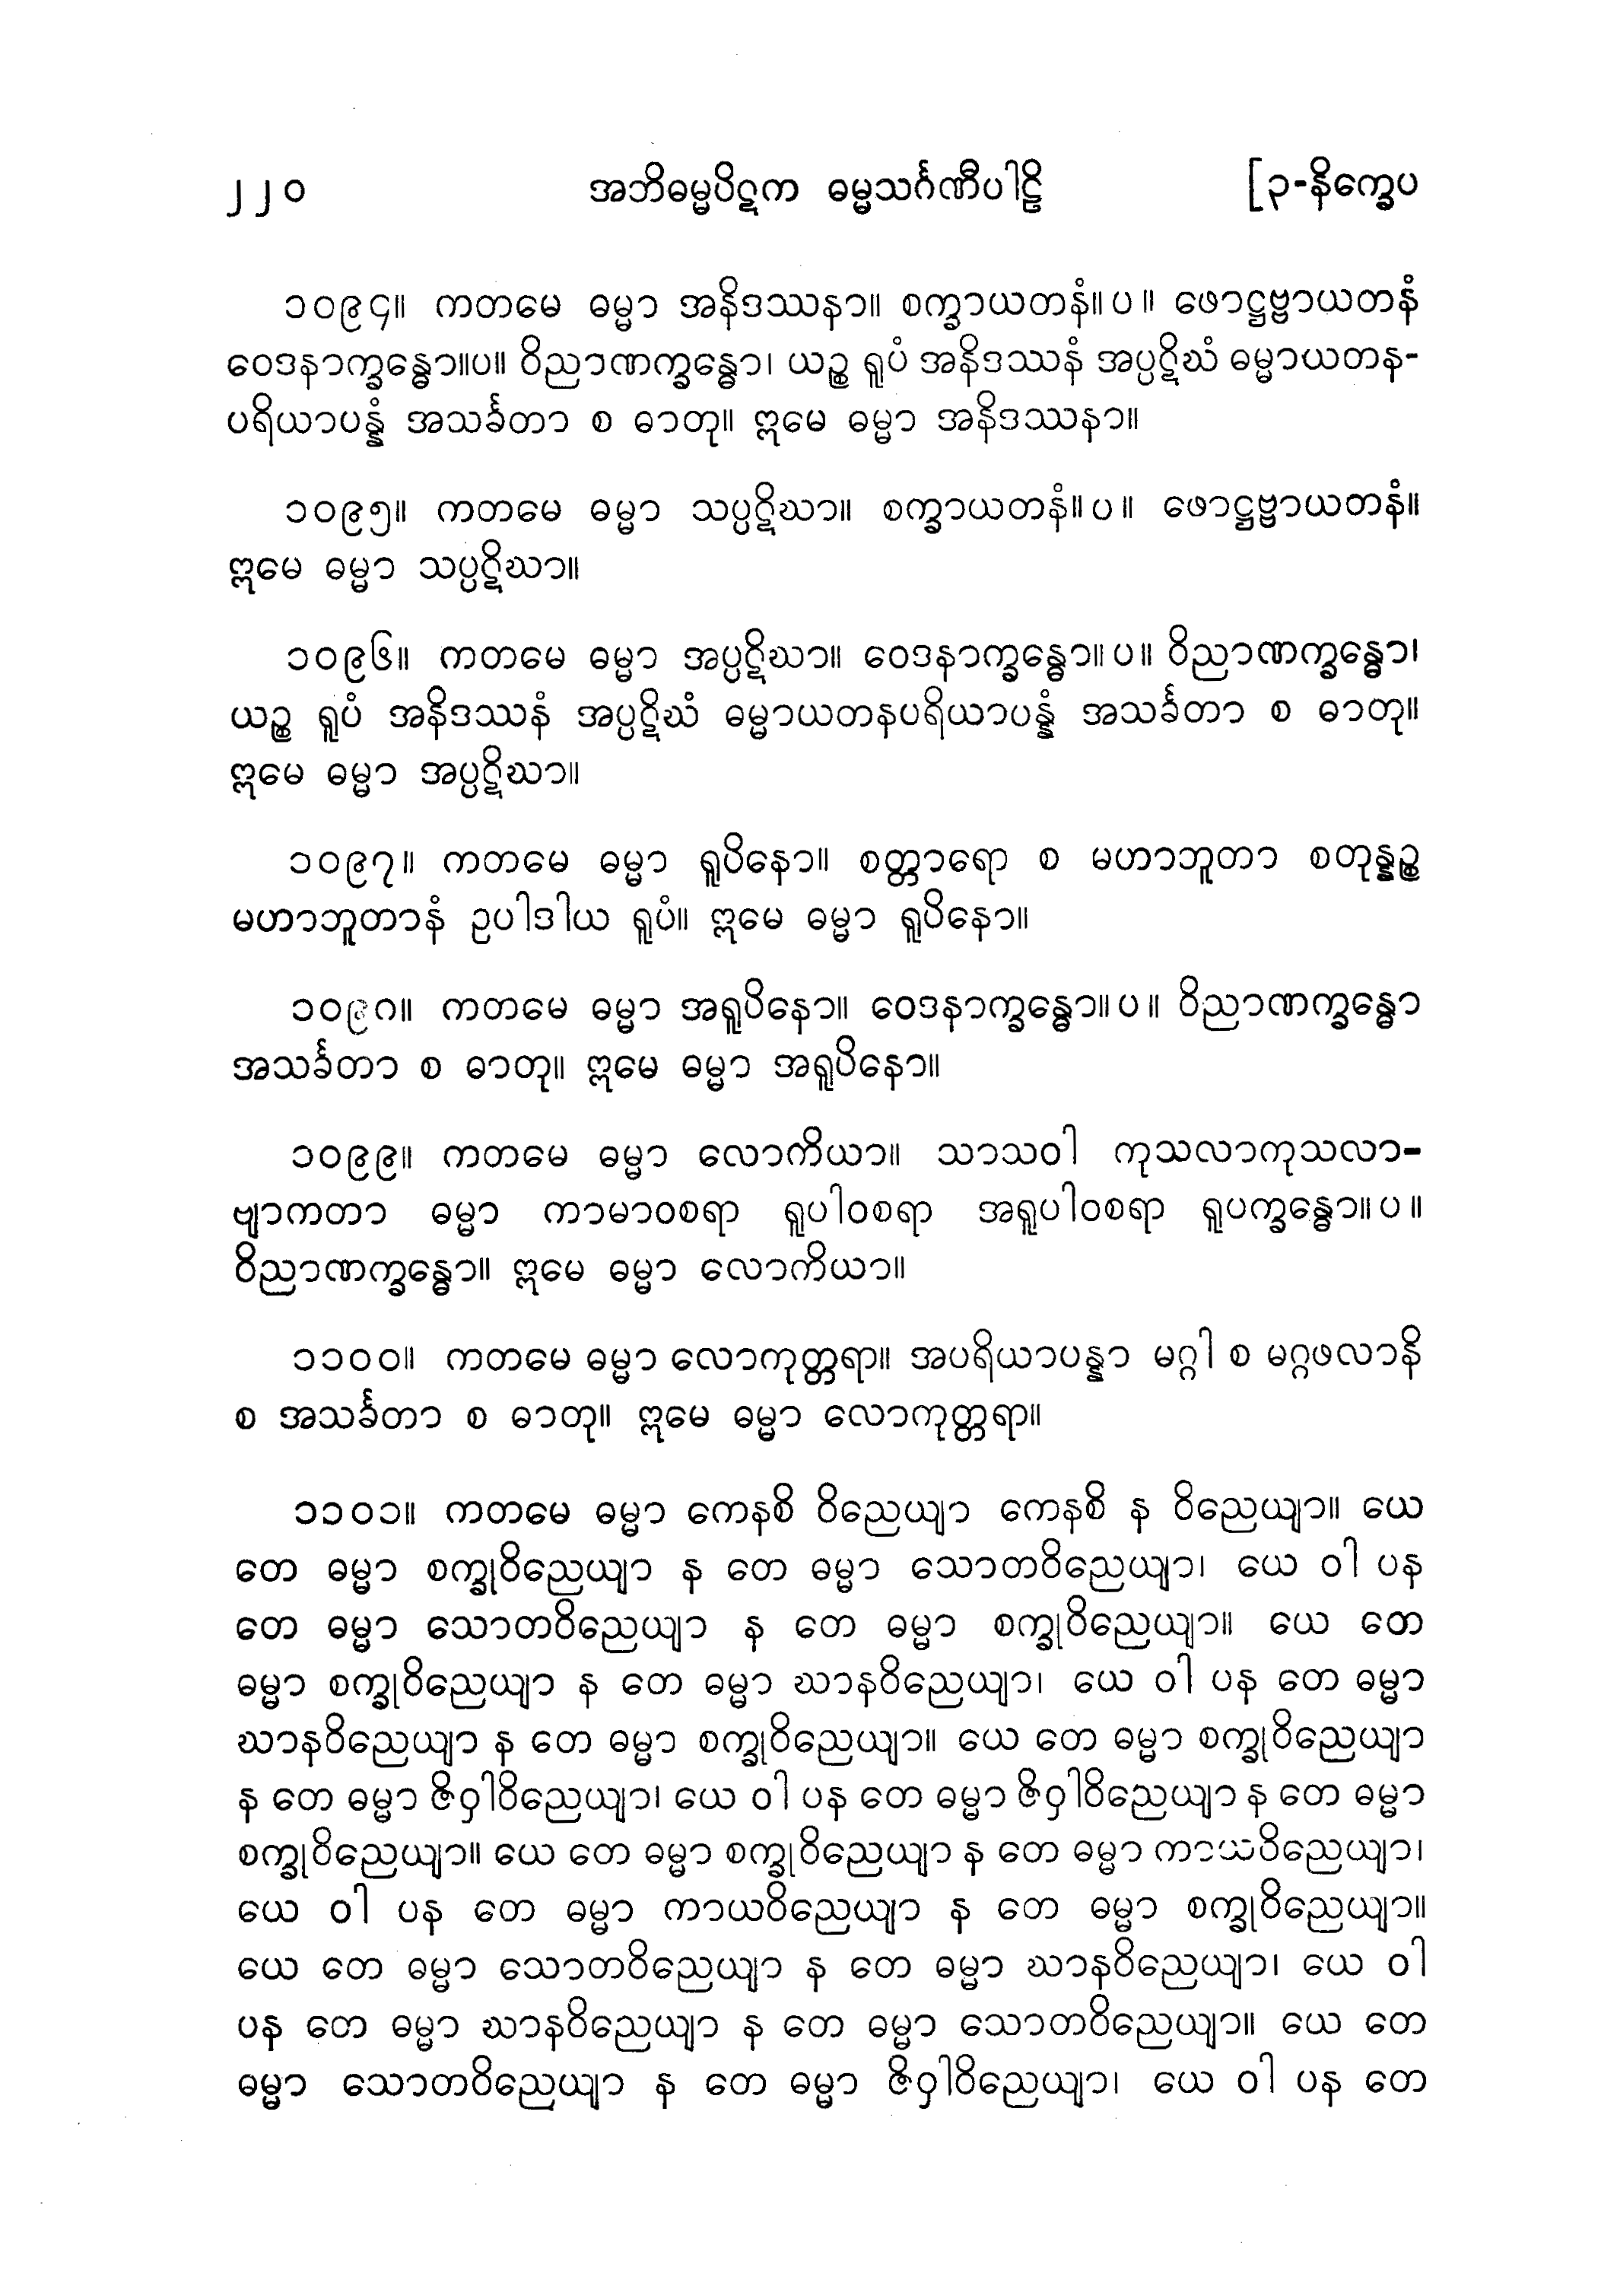 ၂၂၀ အဘိဓမ္မပိဋက ဓမ္မသင်္ဂဏီပါဠိ [၃-နိက္ခေပ
၁၀၉၄။ ကတမေ ဓမ္မာ အနိဒဿနာ။ စက္ခာယတနံ။ပ။ ဖောဋ္ဌဗ္ဗာယတနံ
ဝေဒနာက္ခန္ဓော။ပ။ ဝိညာဏက္ခန္ဓော၊ ယဉ္စ ရူပံ အနိဒဿနံ အပ္ပဋိဃံ ဓမ္မာယတန-
ပရိယာပန္နံ အသင်္ခတာ စ ဓာတု။ ဣမေ ဓမ္မာ အနိဒဿနာ။
၁၀၉၅။ ကတမေ ဓမ္မာ သပ္ပဋိဃာ။ စက္ခာယတနံ။ပ။ ဖောဋ္ဌဗ္ဗာယတနံ။
ဣမေ ဓမ္မာ သပ္ပဋိဃာ။
၁၀၉၆။ ကတမေ ဓမ္မာ အပ္ပဋိဃာ။ ဝေဒနာက္ခန္ဓော။ပ။ ဝိညာဏက္ခန္ဓော၊
ယဉ္စ ရူပံ အနိဒဿနံ အပ္ပဋိဃံ ဓမ္မာယတနပရိယာပန္နံ အသင်္ခတာ စ ဓာတု။
ဣမေ ဓမ္မာ အပ္ပဋိဃာ။
၁၀၉၇။ ကတမေ ဓမ္မာ ရူပိနော။ စတ္တာရော စ မဟာဘူတာ စတုန္နဉ္စ
မဟာဘူတာနံ ဥပါဒါယ ရူပံ။ ဣမေ ဓမ္မာ ရူပိနော။
၁၀၉၈။ ကတမေ ဓမ္မာ အရူပိနော။ ဝေဒနာက္ခန္ဓော။ပ။ ဝိညာဏက္ခန္ဓော
အသင်္ခတာ စ ဓာတု။ ဣမေ ဓမ္မာ အရူပိနော။
၁၀၉၉။ ကတမေ ဓမ္မာ လောကိယာ။ သာသဝါ ကုသလာကုသလာ-
ဗျာကတာ ဓမ္မာ ကာမာဝစရာ ရူပါဝစရာ အရူပါဝစရာ ရူပက္ခန္ဓော။ပ။
ဝိညာဏက္ခန္ဓော။ ဣမေ ဓမ္မာ လောကိယာ။
၁၁၀၀။ ကတမေ ဓမ္မာ လောကုတ္တရာ။ အပရိယာပန္နာ မဂ္ဂါ စ မဂ္ဂဖလာနိ
စ အသင်္ခတာ စ ဓာတု။ ဣမေ ဓမ္မာ လောကုတ္တရာ။
၁၁၀၁။ ကတမေ ဓမ္မာ ကေနစိ ဝိညေယျာ ကေနစိ န ဝိညေယျာ။ ယေ
တေ ဓမ္မာ စက္ခုဝိညေယျာ န တေ ဓမ္မာ သောတဝိညေယျာ၊ ယေ ဝါ ပန
တေ ဓမ္မာ သောတဝိညေယျာ န တေ ဓမ္မာ စက္ခုဝိညေယျာ။ ယေ တေ
ဓမ္မာ စက္ခုဝိညေယျာ န တေ ဓမ္မာ ဃာနဝိညေယျာ၊ ယေ ဝါ ပန တေ ဓမ္မာ
ဃာနဝိညေယျာ န တေ ဓမ္မာ စက္ခုဝိညေယျာ။ ယေ တေ ဓမ္မာ စက္ခုဝိညေယျာ
န တေ ဓမ္မာ ဇိဝှါဝိညေယျာ၊ ယေ ဝါ ပန တေ ဓမ္မာ ဇိဝှါဝိညေယျာ န တေ ဓမ္မာ
စက္ခုဝိညေယျာ။ ယေ တေ ဓမ္မာ စက္ခုဝိညေယျာ န တေ ဓမ္မာ ကာယဝိညေယျာ၊
ယေ ဝါ ပန တေ ဓမ္မာ ကာယဝိညေယျာ န တေ ဓမ္မာ စက္ခုဝိညေယျာ။
ယေ တေ ဓမ္မာ သောတဝိညေယျာ န တေ ဓမ္မာ ဃာနဝိညေယျာ၊ ယေ ဝါ
ပန တေ ဓမ္မာ ဃာနဝိညေယျာ န တေ ဓမ္မာ သောတဝိညေယျာ။ ယေ တေ
ဓမ္မာ သောတဝိညေယျာ န တေ ဓမ္မာ ဇိဝှါဝိညေယျာ၊ ယေ ဝါ ပန တေ